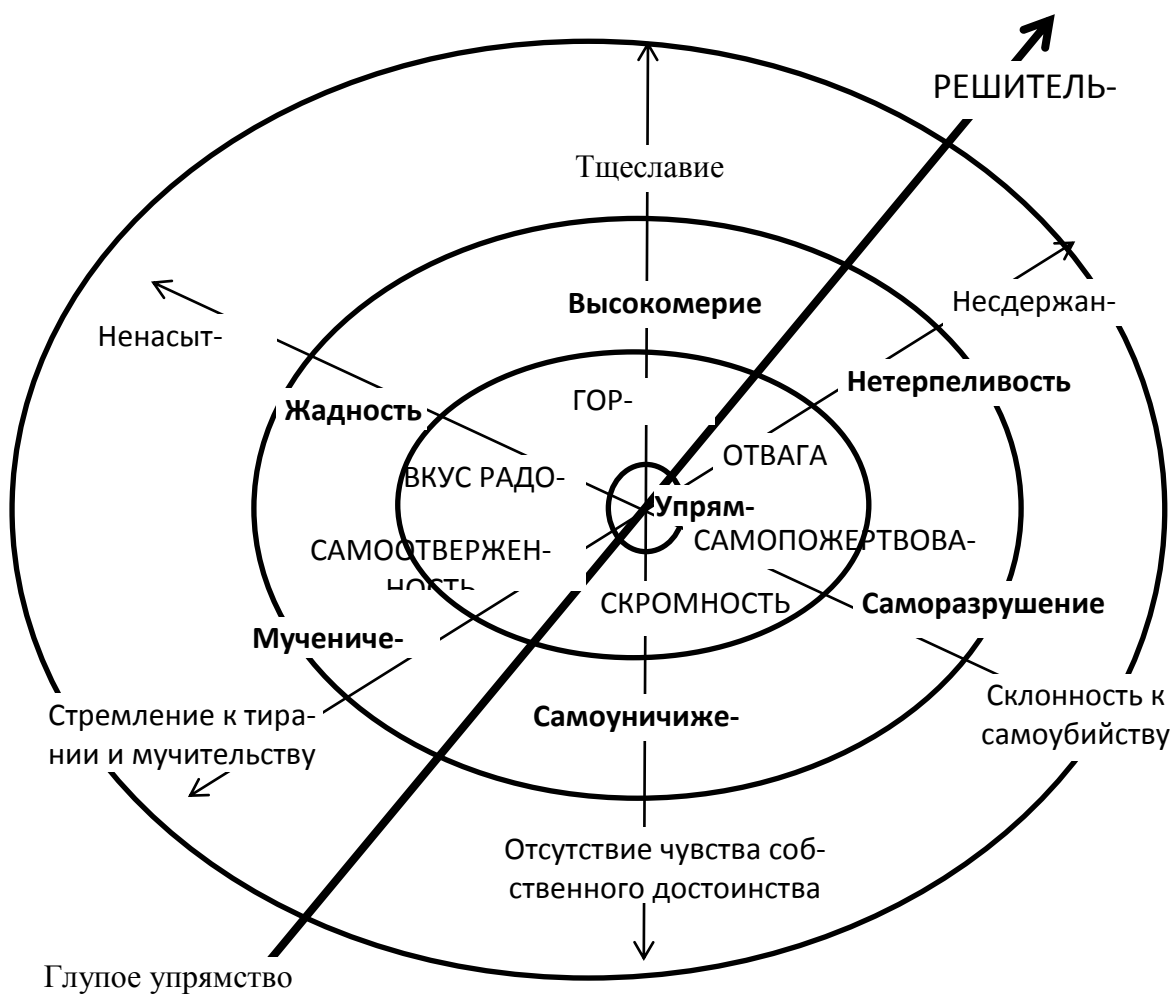 РЕШИТЕЛЬ-
Тщеславие
Несдержан-
Высокомерие
Ненасыт-
Нетерпеливость
Жадность
ГОР-
ОТВАГА
ВКУС РАДО-
Упрям-
САМООТВЕРЖЕН-
НОСТЬ
САМОПОЖЕРТВОВА-
СКРОМНОСТЬ
Саморазрушение
Мучениче-
Стремление к тира-
нии и мучительству
Самоуничиже-
Склонность к
самоубийству
Отсутствие чувства соб-
ственного достоинства
Глупое упрямство